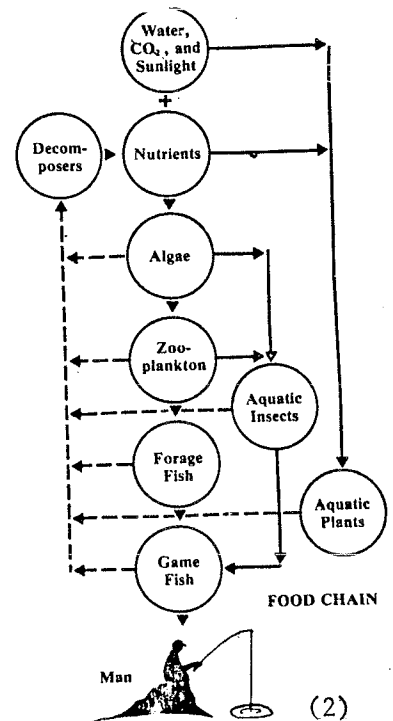 Water,
CO₂, and
Sunlight
+
Decom-
posers
Nutrients
Algae
Zoo-
plankton
Aquatic
Insects
Forage
Fish
Aquatic
Plants
Game
Fish
FOOD CHAIN
Man
(2)